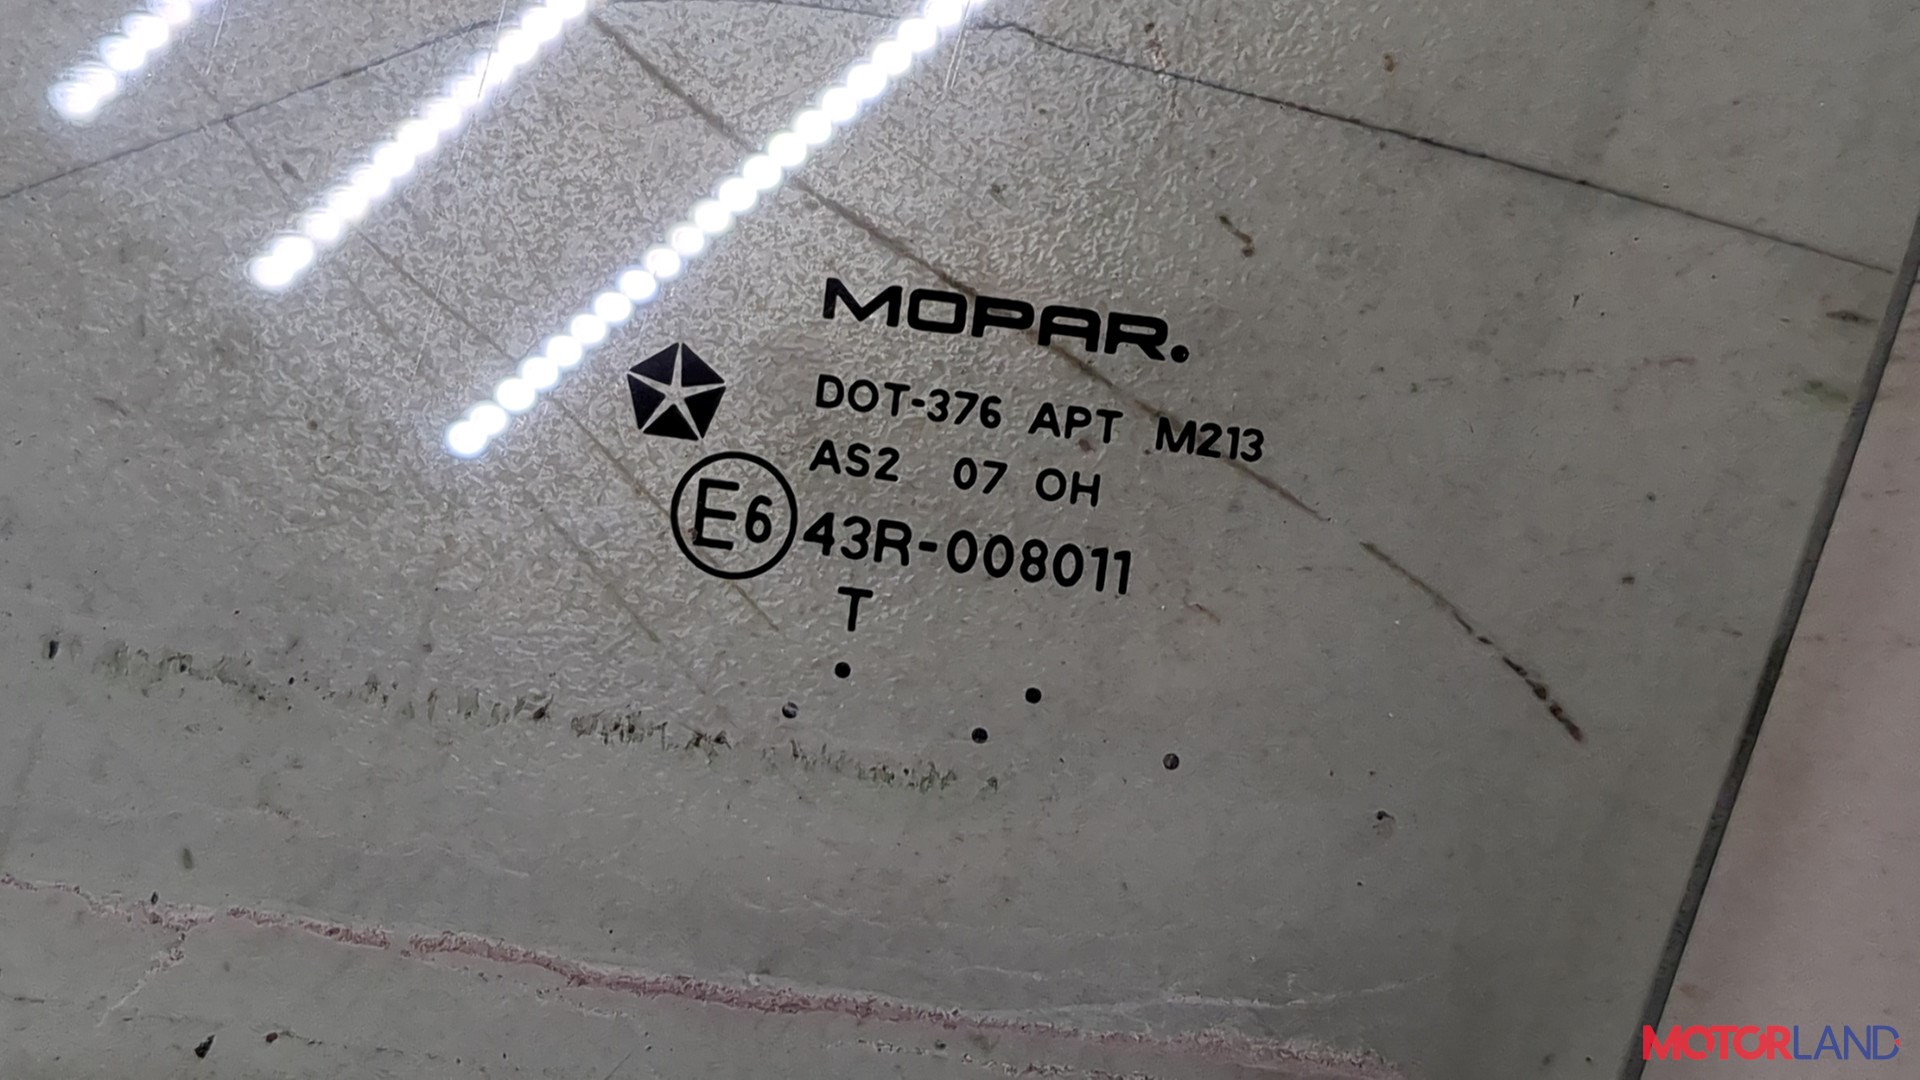 MOPAR.
DOT-376 APT M213
AS2 07 OH
E6 43R-008011
T
MOTORLAND